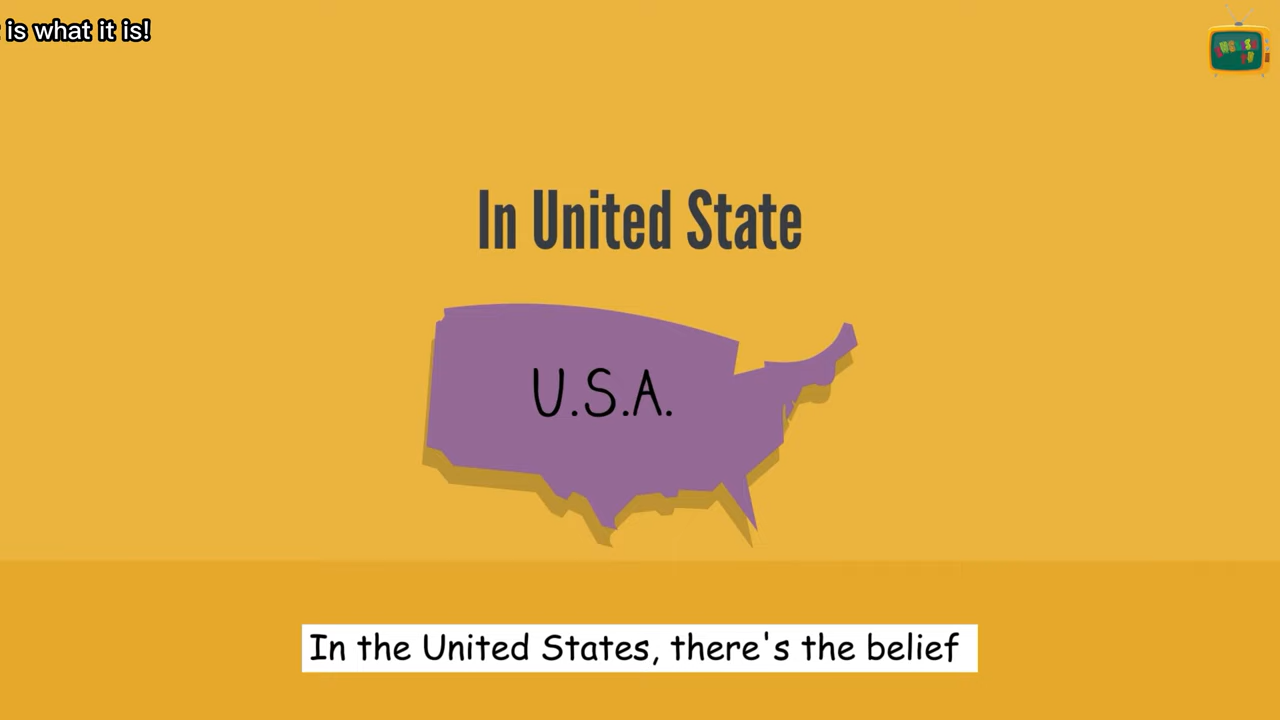 is what it is!
In United State
U.S.A.
In the United States, there's the belief